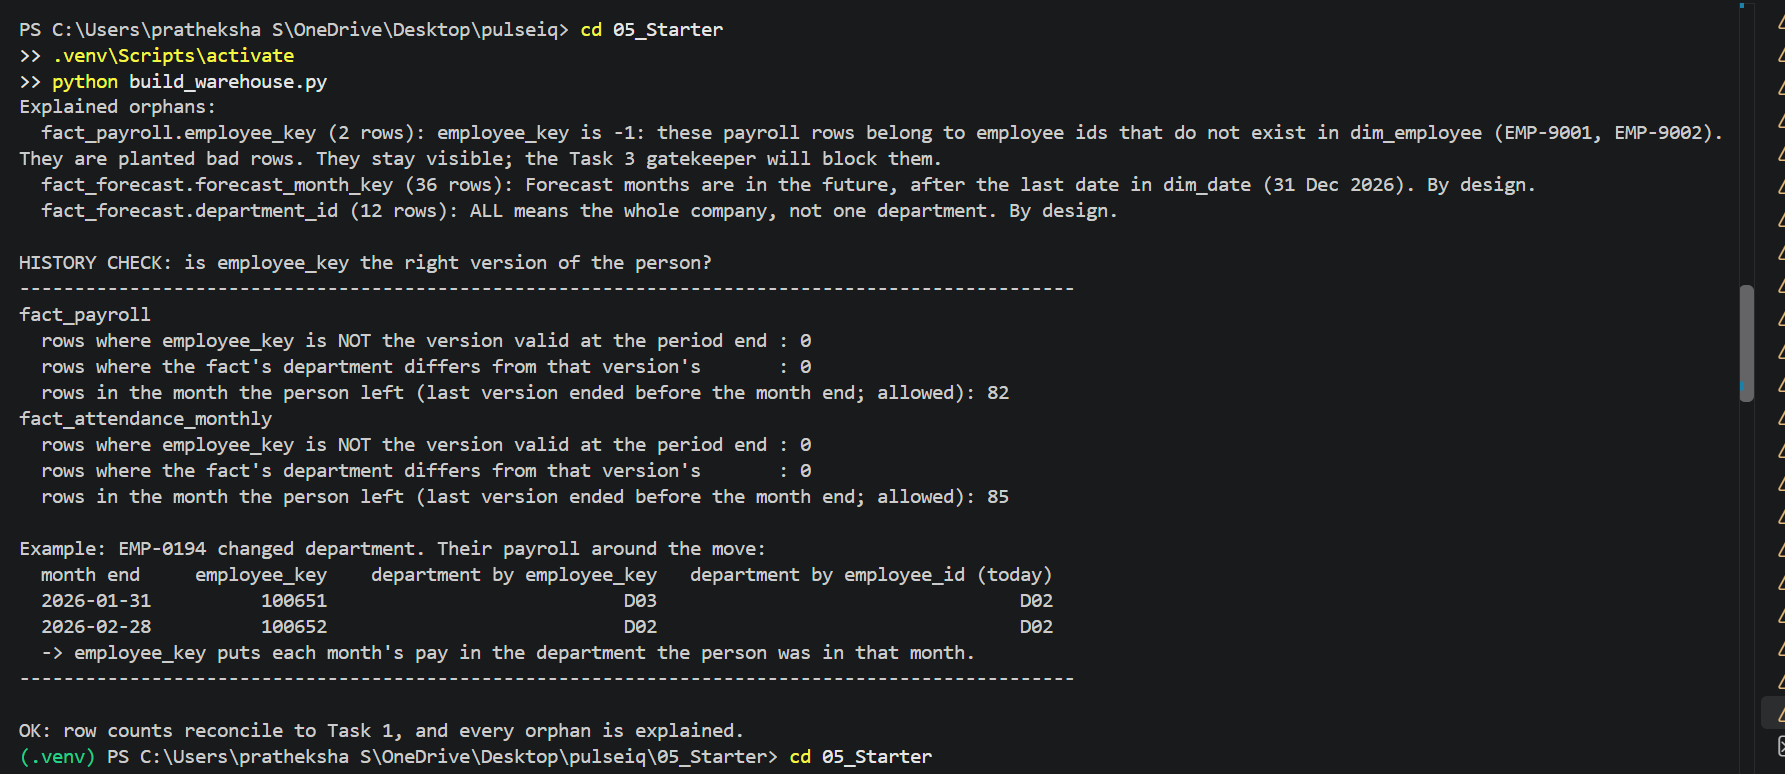 PS C:\Users\pratheksha S\OneDrive\Desktop\pulseiq> cd 05_Starter
>> .venv\Scripts\activate
>> python build_warehouse.py
Explained orphans:
  fact_payroll.employee_key (2 rows): employee_key is -1: these payroll rows belong to employee ids that do not exist in dim_employee (EMP-9001, EMP-9002).
They are planted bad rows. They stay visible; the Task 3 gatekeeper will block them.
  fact_forecast.forecast_month_key (36 rows): Forecast months are in the future, after the last date in dim_date (31 Dec 2026). By design.
  fact_forecast.department_id (12 rows): ALL means the whole company, not one department. By design.

HISTORY CHECK: is employee_key the right version of the person?
------------------------------------------------------------------------------------------------
fact_payroll
  rows where employee_key is NOT the version valid at the period end : 0
  rows where the fact's department differs from that version's       : 0
  rows in the month the person left (last version ended before the month end; allowed): 82
fact_attendance_monthly
  rows where employee_key is NOT the version valid at the period end : 0
  rows where the fact's department differs from that version's       : 0
  rows in the month the person left (last version ended before the month end; allowed): 85

Example: EMP-0194 changed department. Their payroll around the move:
  month end     employee_key    department by employee_key   department by employee_id (today)
  2026-01-31          100651                           D03                                 D02
  2026-02-28          100652                           D02                                 D02
  -> employee_key puts each month's pay in the department the person was in that month.
------------------------------------------------------------------------------------------------

OK: row counts reconcile to Task 1, and every orphan is explained.
(.venv) PS C:\Users\pratheksha S\OneDrive\Desktop\pulseiq\05_Starter> cd 05_Starter